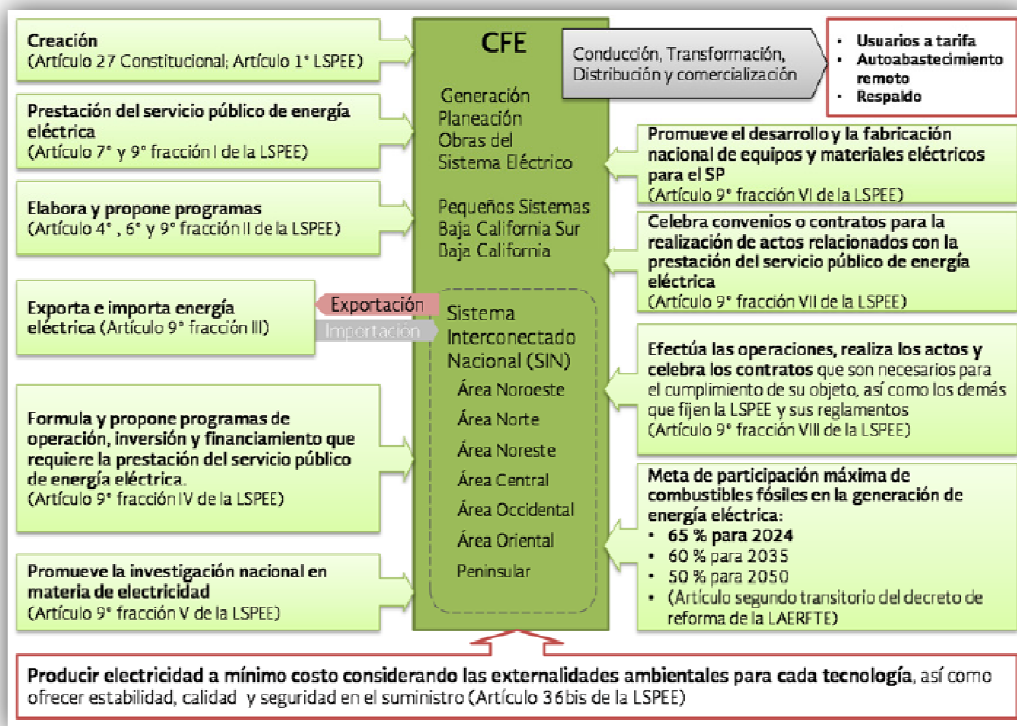 Creación
(Artículo 27 Constitucional; Artículo 1° LSPEE)
Prestación del servicio público de energía
eléctrica
(Artículo 7° y 9° fracción I de la LSPEE)
Elabora y propone programas
(Artículo 4° , 6° y 9° fracción II de la LSPEE)
Exporta e importa energía
eléctrica (Artículo 9° fracción III)
Formula y propone programas de
operación, inversión y financiamiento que
requiere la prestación del servicio público
de energía eléctrica.
(Artículo 9° fracción IV de la LSPEE)
Promueve la investigación nacional en
materia de electricidad
(Artículo 9° fracción V de la LSPEE)
CFE
Generación
Planeación
Obras del
Sistema Eléctrico
Pequeños Sistemas
Baja California Sur
Baja California
Exportación
Importación
Sistema
Interconectado
Nacional (SIN)
Área Noroeste
Área Norte
Área Noreste
Área Central
Área Occidental
Área Oriental
Peninsular
Conducción, Transformación,
Distribución y comercialización
• Usuarios a tarifa
• Autoabastecimiento
remoto
• Respaldo
Promueve el desarrollo y la fabricación
nacional de equipos y materiales eléctricos
para el SP
(Artículo 9° fracción VI de la LSPEE)
Celebra convenios o contratos para la
realización de actos relacionados con la
prestación del servicio público de energía
eléctrica
(Artículo 9° fracción VII de la LSPEE)
Efectúa las operaciones, realiza los actos y
celebra los contratos que son necesarios para
el cumplimiento de su objeto, así como los demás
que fijen la LSPEE y sus reglamentos
(Artículo 9° fracción VIII de la LSPEE)
Meta de participación máxima de
combustibles fósiles en la generación de
energía eléctrica:
• 65 % para 2024
• 60 % para 2035
• 50 % para 2050
• (Artículo segundo transitorio del decreto de
reforma de la LAERFTE)
Producir electricidad a mínimo costo considerando las externalidades ambientales para cada tecnología, así como
ofrecer estabilidad, calidad y seguridad en el suministro (Artículo 36bis de la LSPEE)